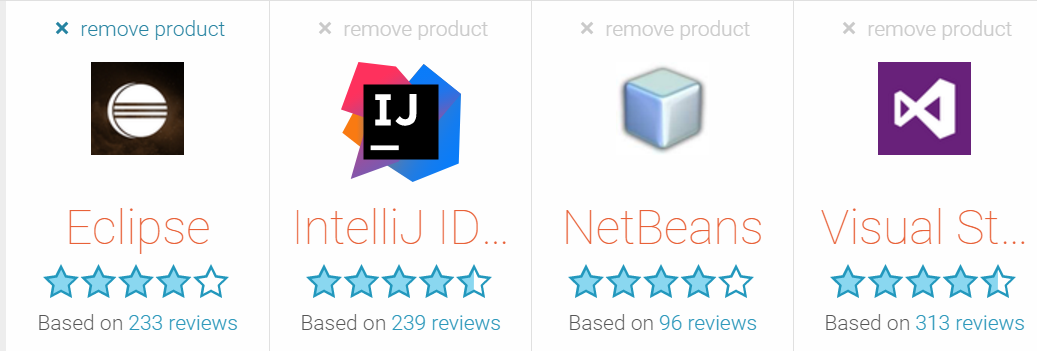 × remove product
× remove product
× remove product
× remove product
IJ
Eclipse
IntelliJ ID...
NetBeans
Visual St...
Based on 233 reviews
Based on 239 reviews
Based on 96 reviews
Based on 313 reviews